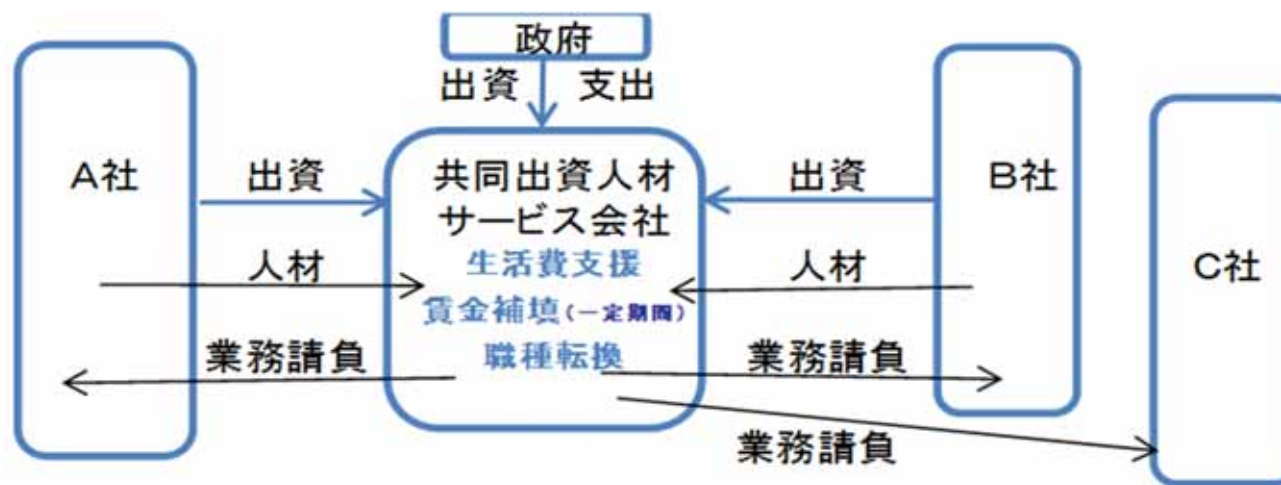 政府
出資 支出
A社
出資
共同出資人材
サービス会社
出資
B社
生活費支援
人材
人材
C社
賃金補填(一定期間)
職種転換
業務請負
業務請負
業務請負